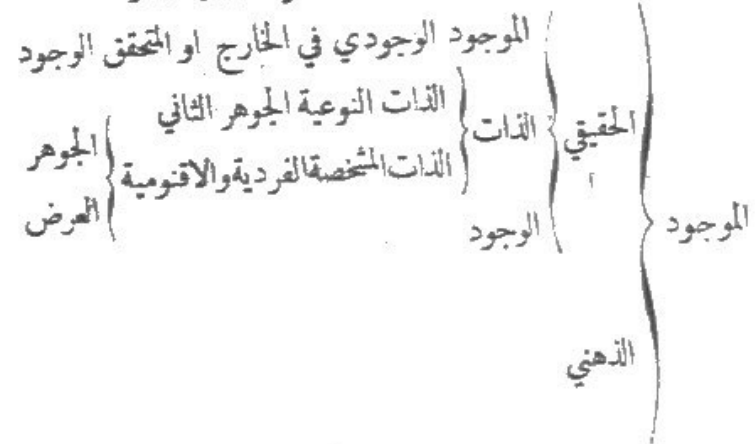 الموجود الوجودي في الخارج او المتحقق الوجود
الذات النوعية الجوهر الثاني
الحقيقي
الذات
الجوهر
الذات المشخصة الفردية والاقنومية
العرض
الوجود
الموجود
الذهني